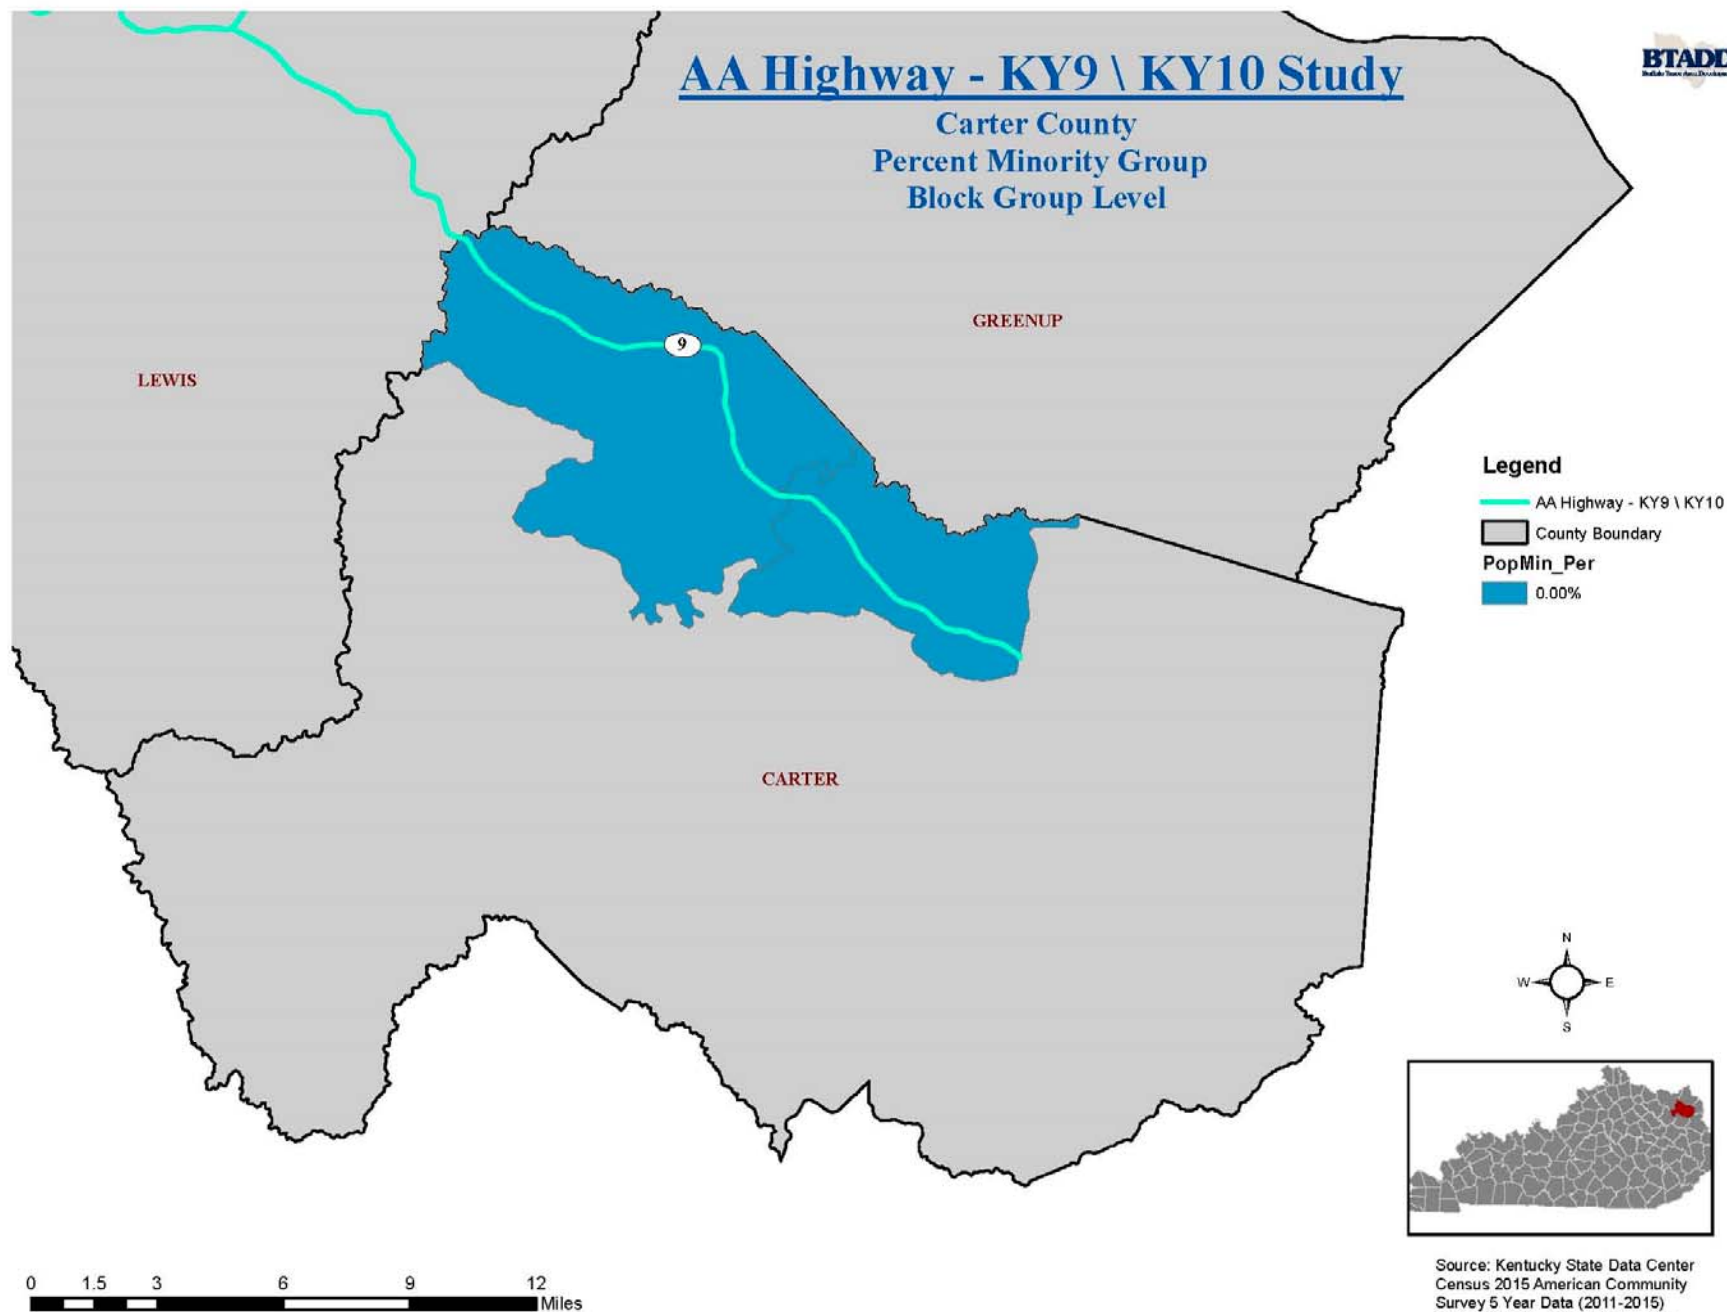 AA Highway - KY9 \ KY10 Study
Carter County
Percent Minority Group
Block Group Level
BTADD
GREENUP
9
LEWIS
Legend
AA Highway - KY9 \ KY10
County Boundary
PopMin_Per
0.00%
CARTER
N
W E
S
0 1.5 3 6 9 12
Miles
Source: Kentucky State Data Center
Census 2015 American Community
Survey 5 Year Data (2011-2015)